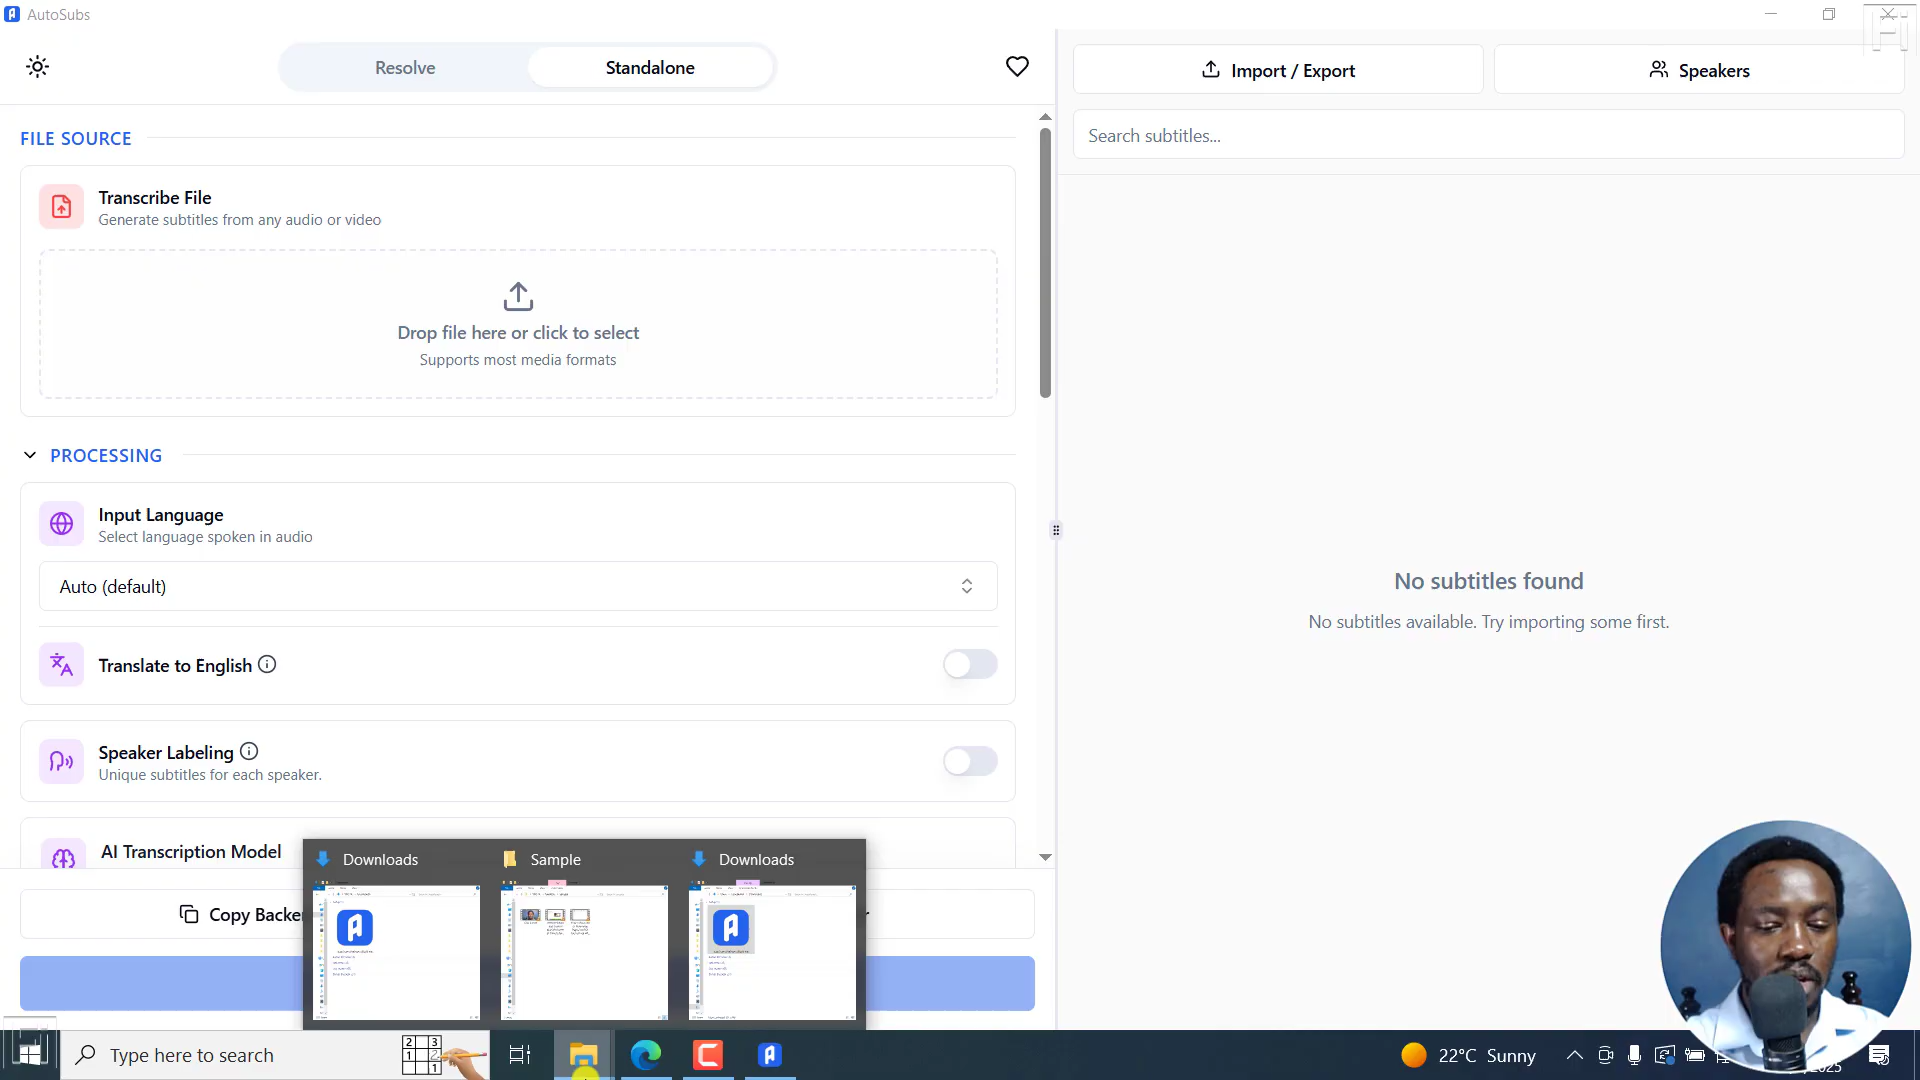 AutoSubs
Resolve
Standalone
Import / Export
Speakers
Search subtitles...
FILE SOURCE
Transcribe File
Generate subtitles from any audio or video
Drop file here or click to select
Supports most media formats
PROCESSING
Input Language
Select language spoken in audio
Auto (default)
Translate to English
Speaker Labeling
Unique subtitles for each speaker.
AI Transcription Model
No subtitles found
No subtitles available. Try importing some first.
Downloads
Sample
Downloads
Copy
Type here to search
22°C Sunny